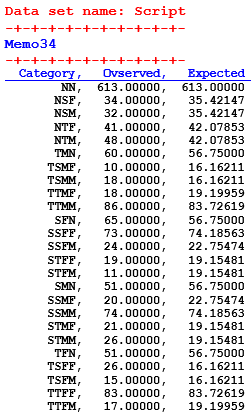 Data set name: Script
-+-+-+-+-+-+-+-+-+-
Memo34
-+-+-+-+-+-+-+-+-+-
Category, Ovserved, Expected
NN, 613.00000, 613.00000
NSF, 34.00000, 35.42147
NSM, 32.00000, 35.42147
NTF, 41.00000, 42.07853
NTM, 48.00000, 42.07853
TMN, 60.00000, 56.75000
TSMF, 10.00000, 16.16211
TSMM, 18.00000, 16.16211
TTMF, 18.00000, 19.19959
TTMM, 86.00000, 83.72619
SFN, 65.00000, 56.75000
SSFF, 73.00000, 74.18563
SSFM, 24.00000, 22.75474
STFF, 19.00000, 19.15481
STFM, 11.00000, 19.15481
SMN, 51.00000, 56.75000
SSMF, 20.00000, 22.75474
SSMM, 74.00000, 74.18563
STMF, 21.00000, 19.15481
STMM, 26.00000, 19.15481
TFN, 51.00000, 56.75000
TSFF, 26.00000, 16.16211
TSFM, 15.00000, 16.16211
TTFF, 83.00000, 83.72619
TTFM, 17.00000, 19.19959